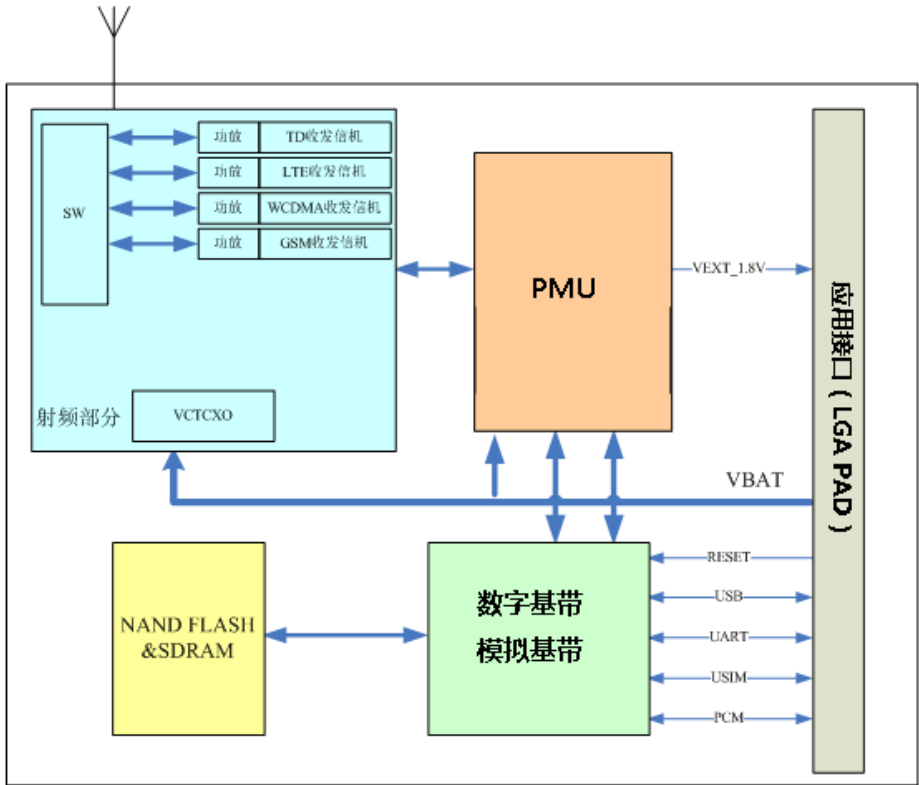 SW
功放
TD收发信机
功放
LTE收发信机
功放
WCDMA收发信机
功放
GSM收发信机
射频部分
VCTCXO
PMU
VEXT_1.8V
应用接口(LGA PAD)
VBAT
NAND FLASH
&SDRAM
数字基带
模拟基带
RESET
USB
UART
USIM
PCM